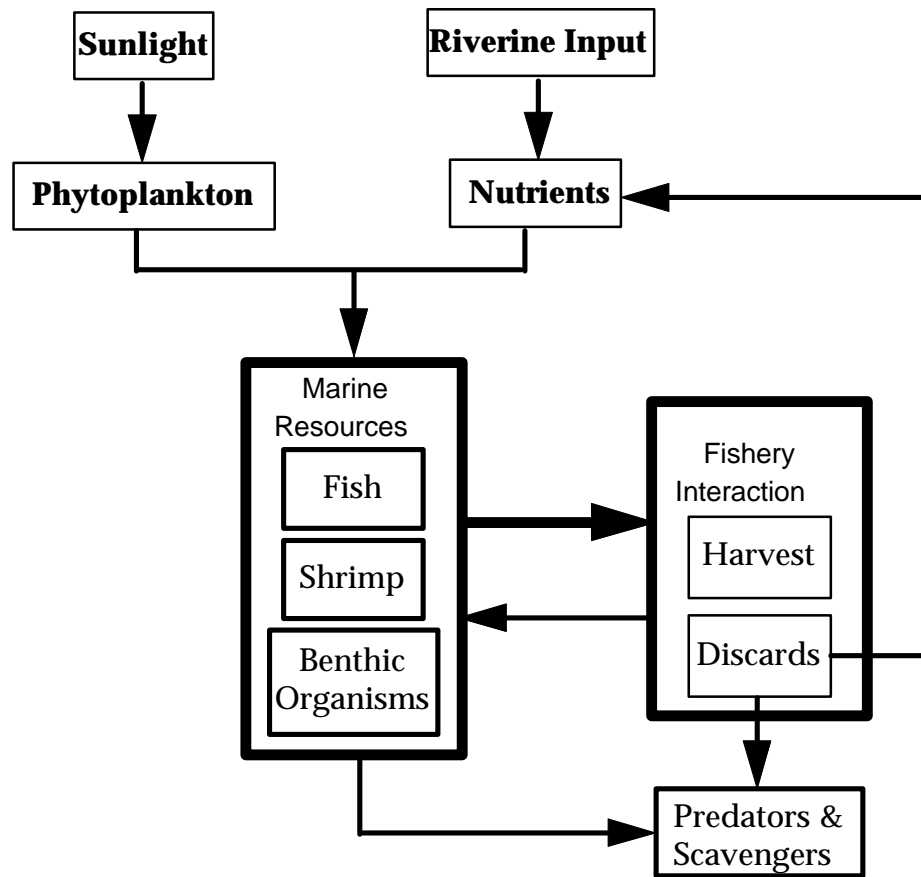 Sunlight
Riverine Input
Phytoplankton
Nutrients
Marine
Resources
Fish
Shrimp
Benthic
Organisms
Fishery
Interaction
Harvest
Discards
Predators &
Scavengers